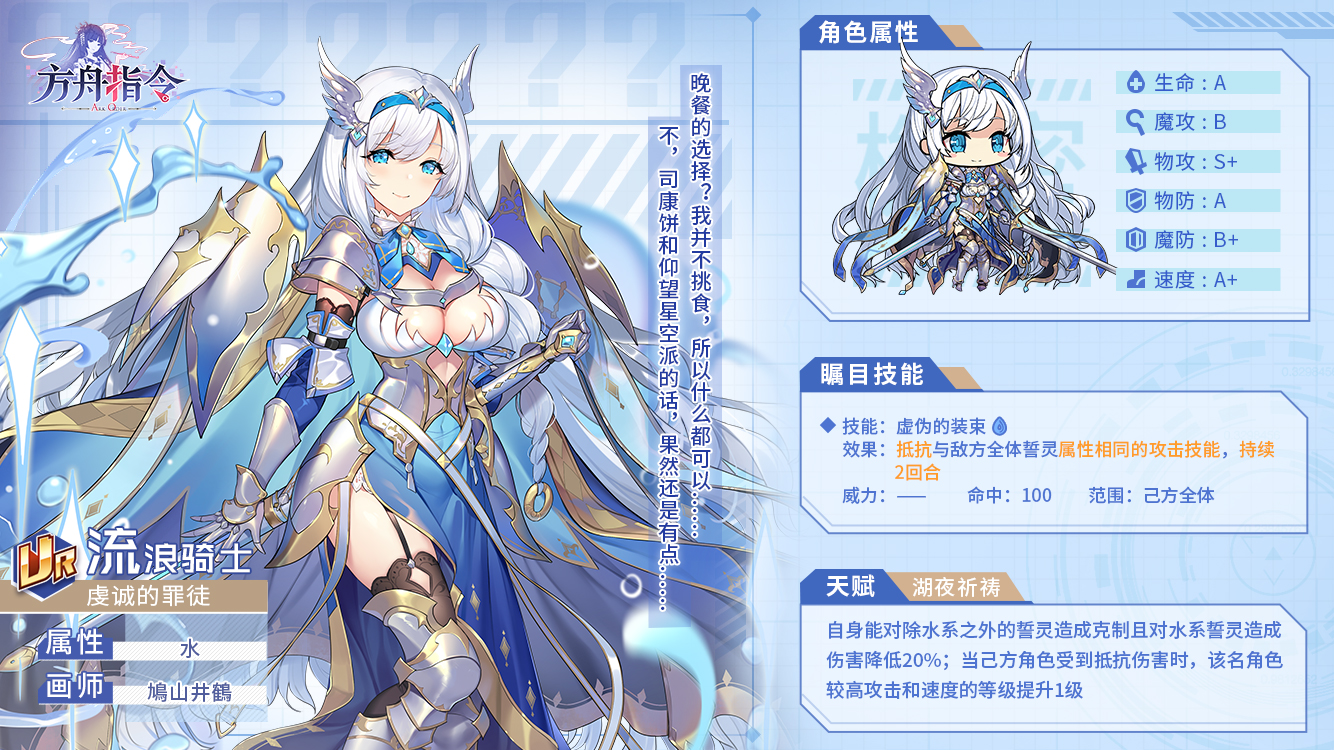 方舟指令
晚餐的选择？我并不挑食，所以什么都可以……
不，司康饼和仰望星空派的话，果然还是有点……
UR
流浪骑士
虔诚的罪徒
属性
水
画师
鳩山井鶴
角色属性
生命：A
魔攻：B
物攻：S+
物防：A
魔防：B+
速度：A+
瞩目技能
技能：虚伪的装束
效果：抵抗与敌方全体誓灵属性相同的攻击技能，持续
2回合
威力：—— 命中：100 范围：己方全体
天赋
湖夜祈祷
自身能对除水系之外的誓灵造成克制且对水系誓灵造成
伤害降低20%；当己方角色受到抵抗伤害时，该名角色
较高攻击和速度的等级提升1级